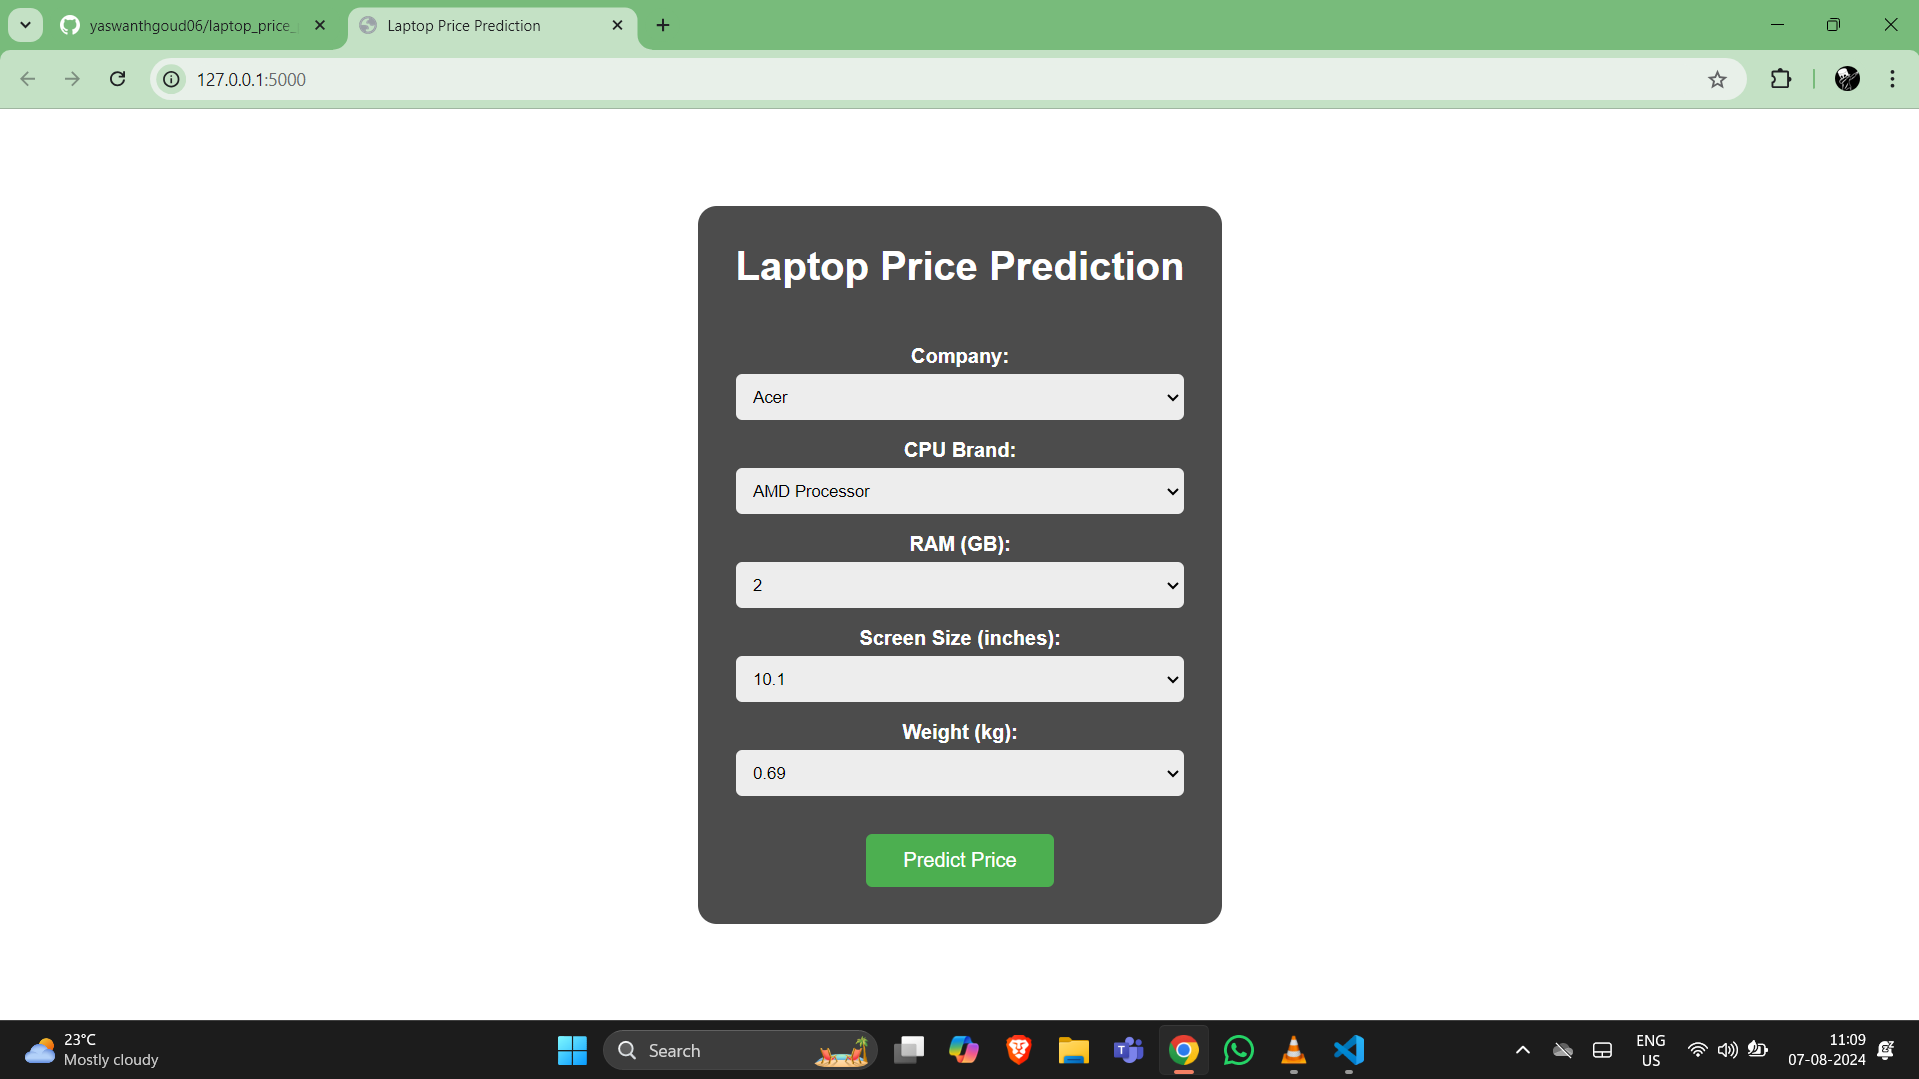 yaswanthgoud06/laptop_price_
Laptop Price Prediction
127.0.0.1:5000
Laptop Price Prediction
Company:
Acer
CPU Brand:
AMD Processor
RAM (GB):
2
Screen Size (inches):
10.1
Weight (kg):
0.69
Predict Price
23°C
Mostly cloudy
Search
ENG
US
11:09
07-08-2024